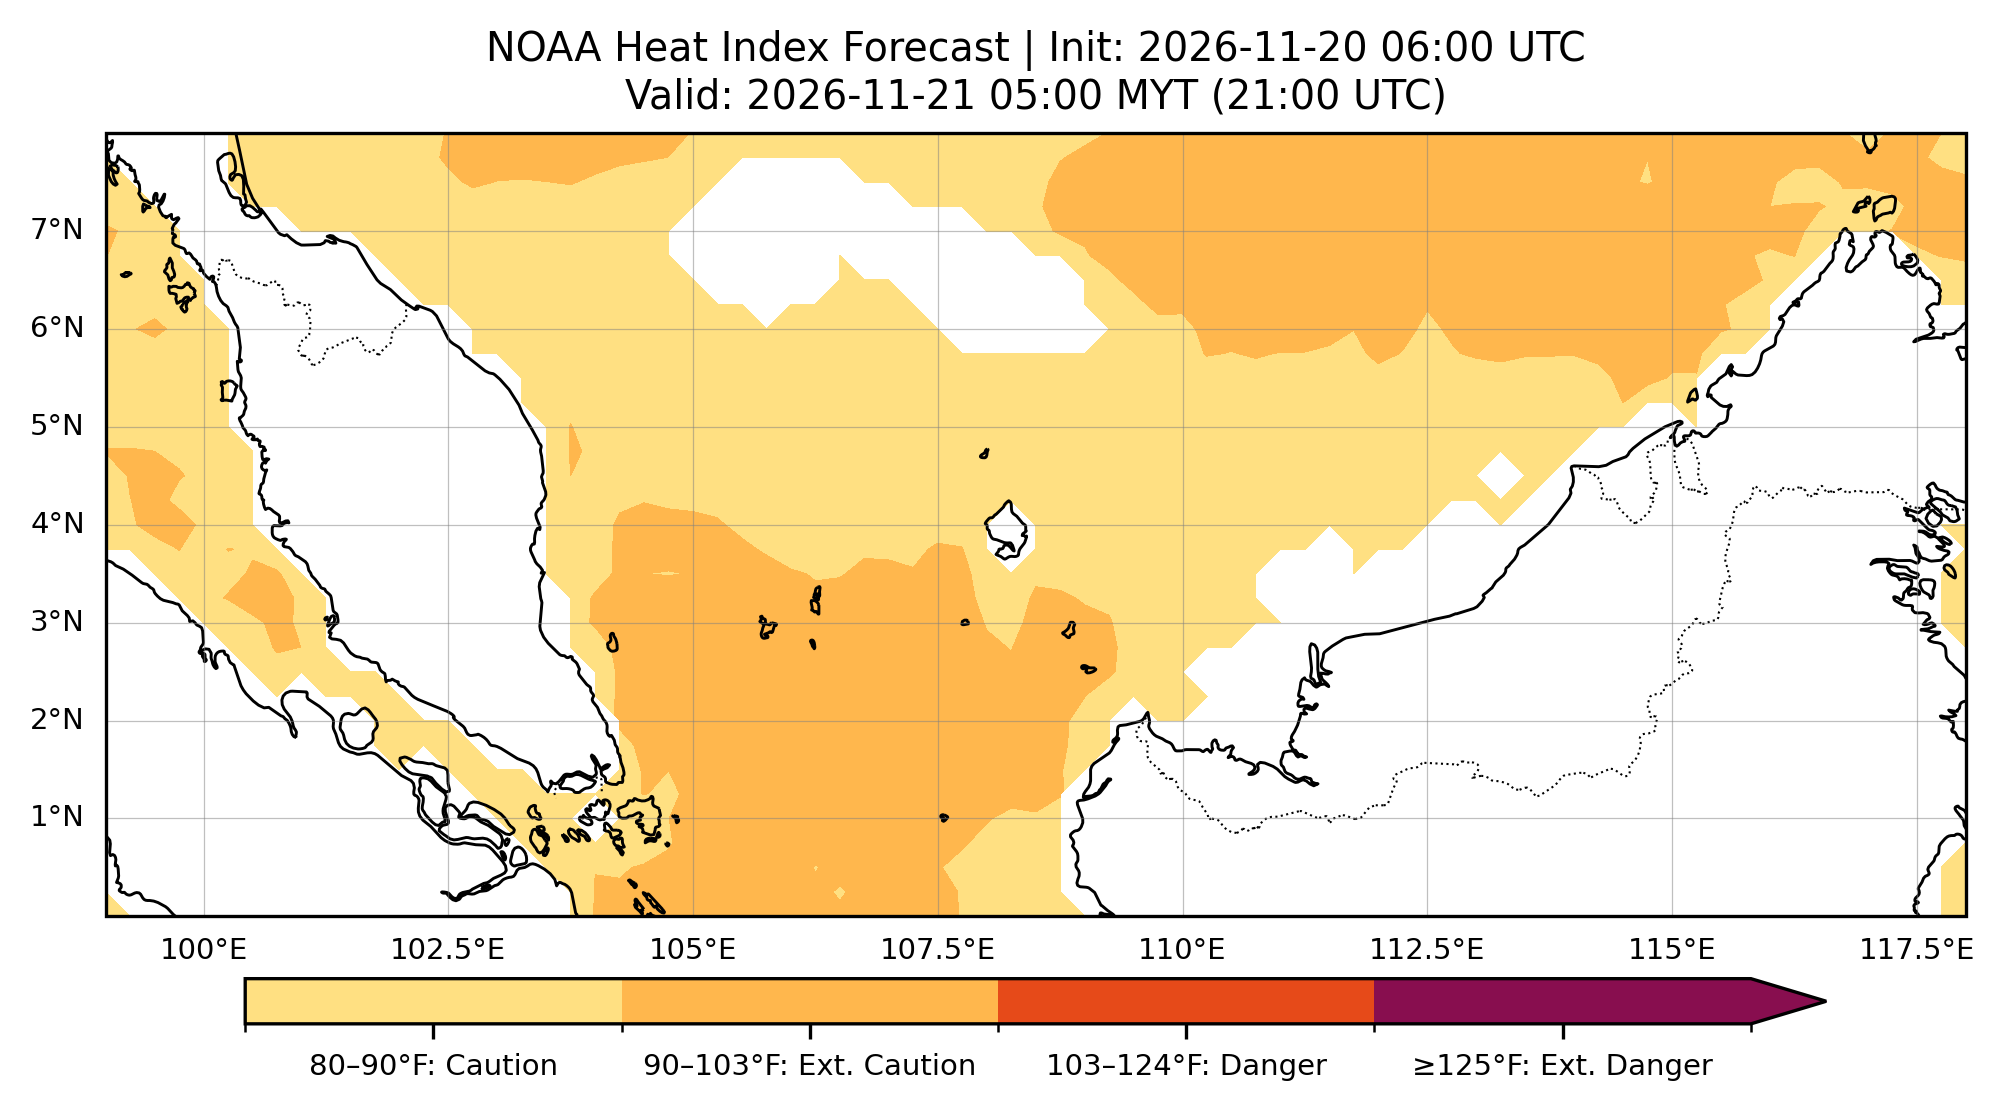 NOAA Heat Index Forecast | Init: 2026-11-20 06:00 UTC
Valid: 2026-11-21 05:00 MYT (21:00 UTC)
7°N
6°N
5°N
4°N
3°N
2°N
1°N
100°E 102.5°E 105°E 107.5°E 110°E 112.5°E 115°E 117.5°E
80–90°F: Caution 90–103°F: Ext. Caution 103–124°F: Danger ≥125°F: Ext. Danger